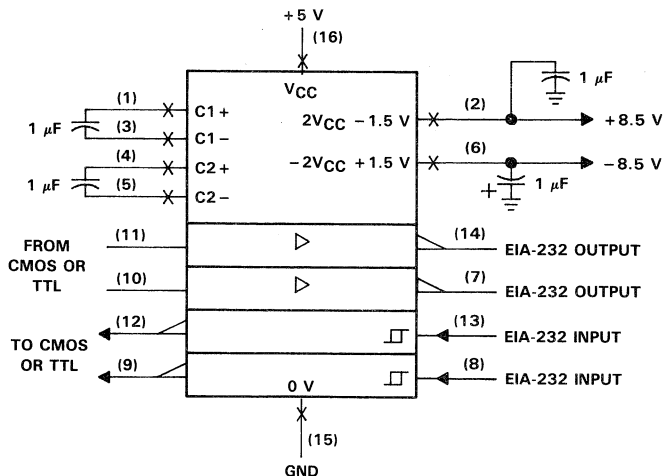 +5 V
(16)
VCC
1 μF
(1)
C1+
1 μF
(3)
C1−
(4)
C2+
1 μF
(5)
C2−
2VCC −1.5 V
(2)
+8.5 V
−2VCC +1.5 V
(6)
−8.5 V
+
1 μF
FROM
CMOS OR
TTL
(11)
(14)
EIA-232 OUTPUT
(10)
(7)
EIA-232 OUTPUT
TO CMOS
OR TTL
(12)
(13)
EIA-232 INPUT
(9)
(8)
EIA-232 INPUT
0 V
(15)
GND